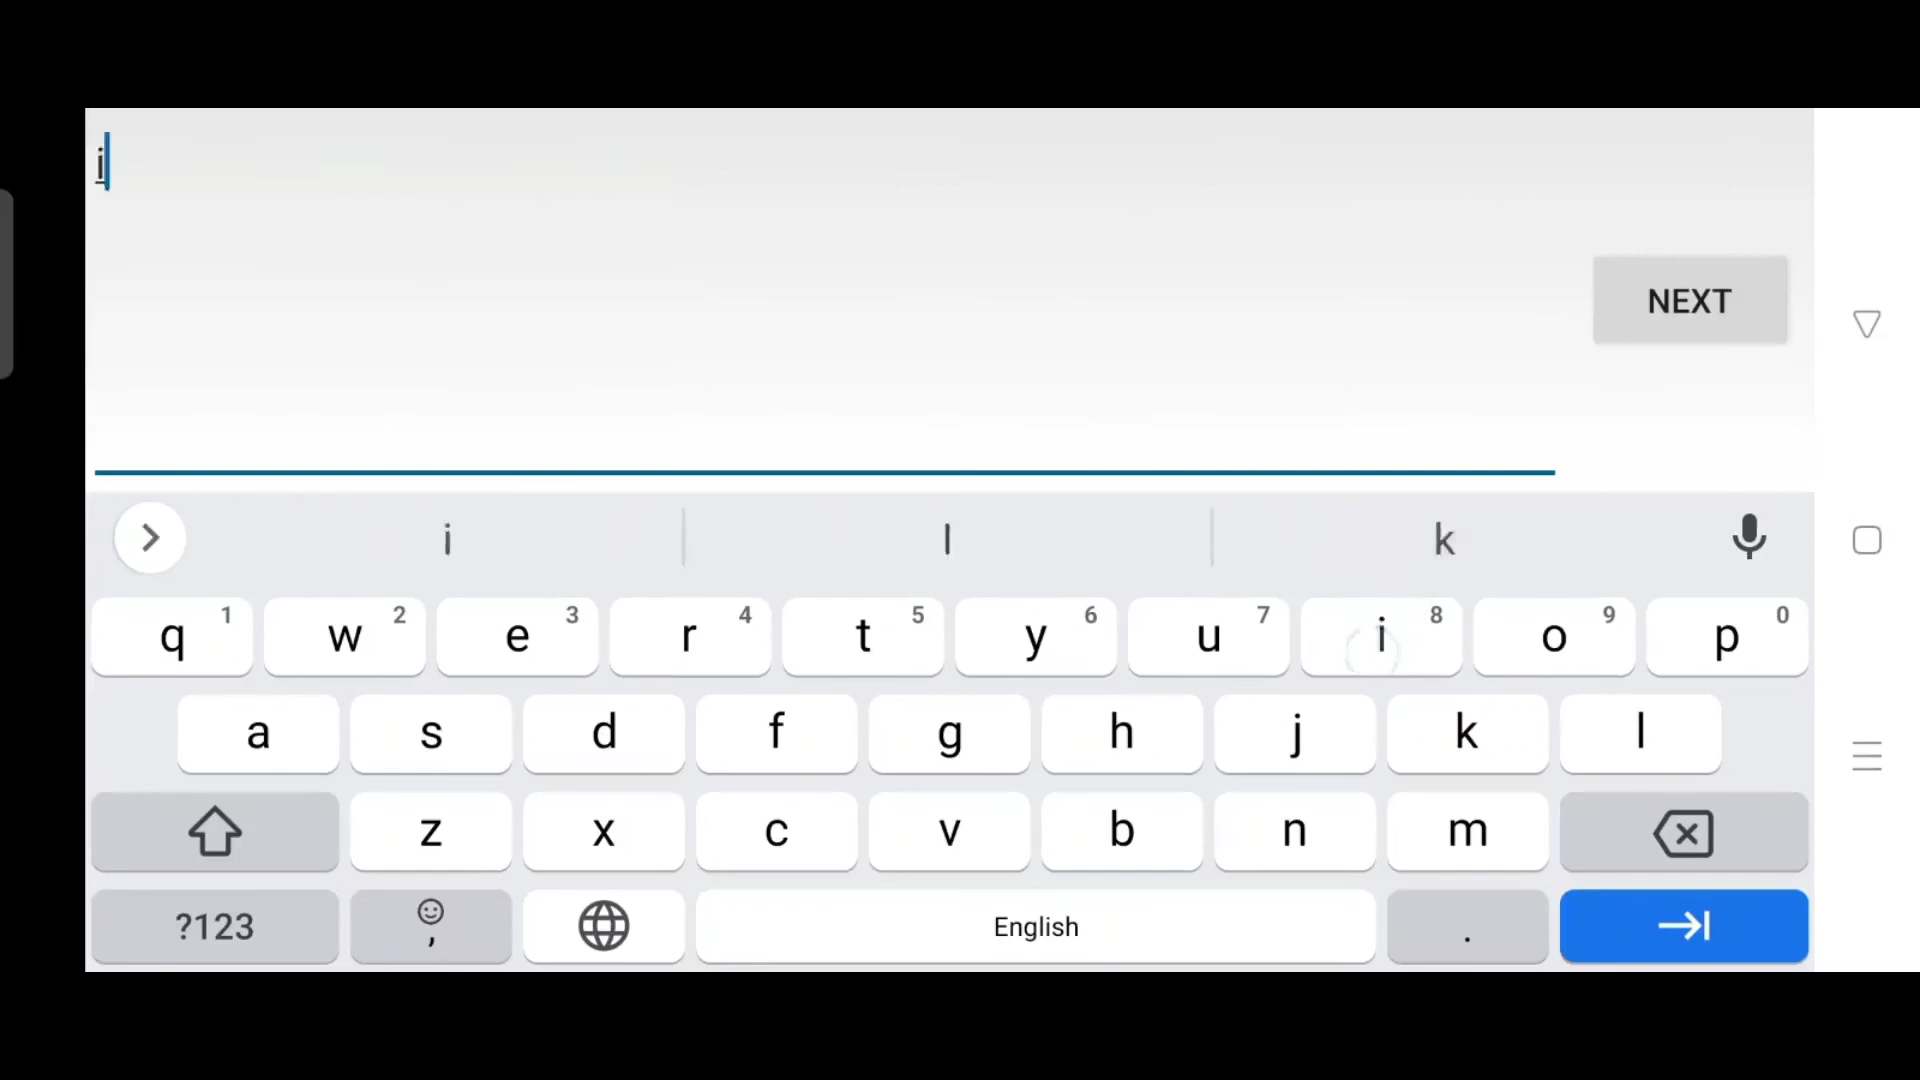 i
NEXT
i l k
q 1 w 2 e 3 r 4 t 5 y 6 u 7 i 8 o 9 p 0
a s d f g h j k l
z x c v b n m
?123 , English .